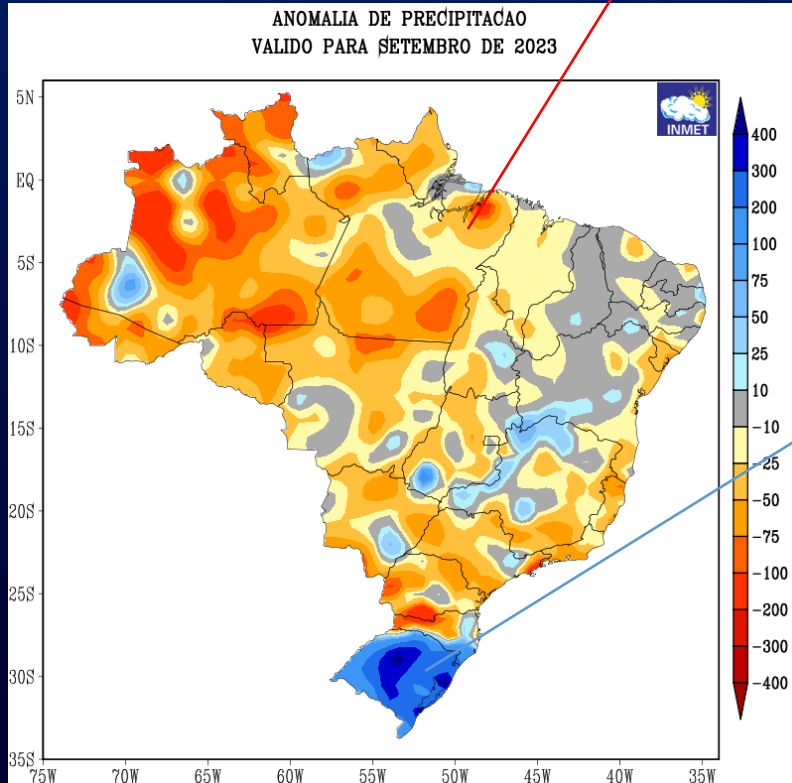 ANOMALIA DE PRECIPITACAO
VALIDO PARA SETEMBRO DE 2023
INMET
5N
EQ
5S
10S
15S
20S
25S
30S
35S
75W 70W 65W 60W 55W 50W 45W 40W 35W
400
300
200
100
75
50
25
10
-10
-25
-50
-75
-100
-200
-300
-400